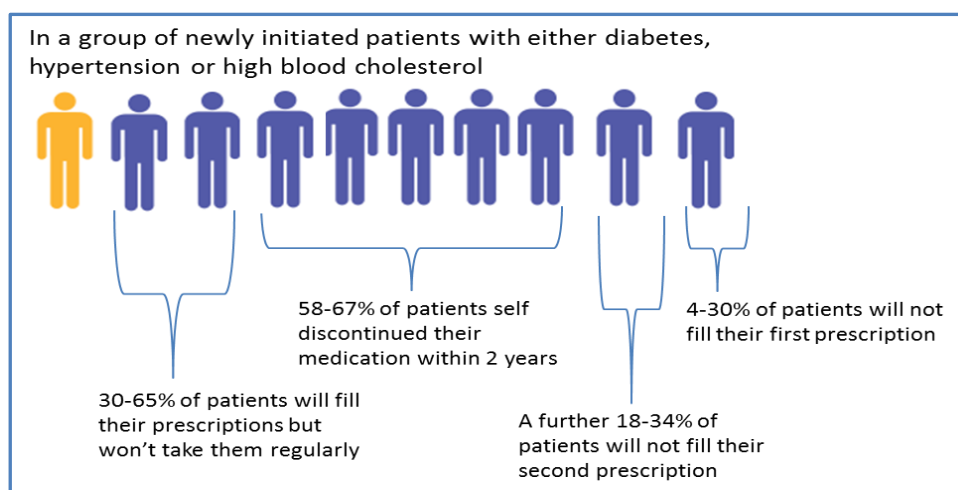 In a group of newly initiated patients with either diabetes,
hypertension or high blood cholesterol
58-67% of patients self
discontinued their
medication within 2 years
4-30% of patients will not
fill their first prescription
30-65% of patients will fill
their prescriptions but
won’t take them regularly
A further 18-34% of
patients will not fill their
second prescription